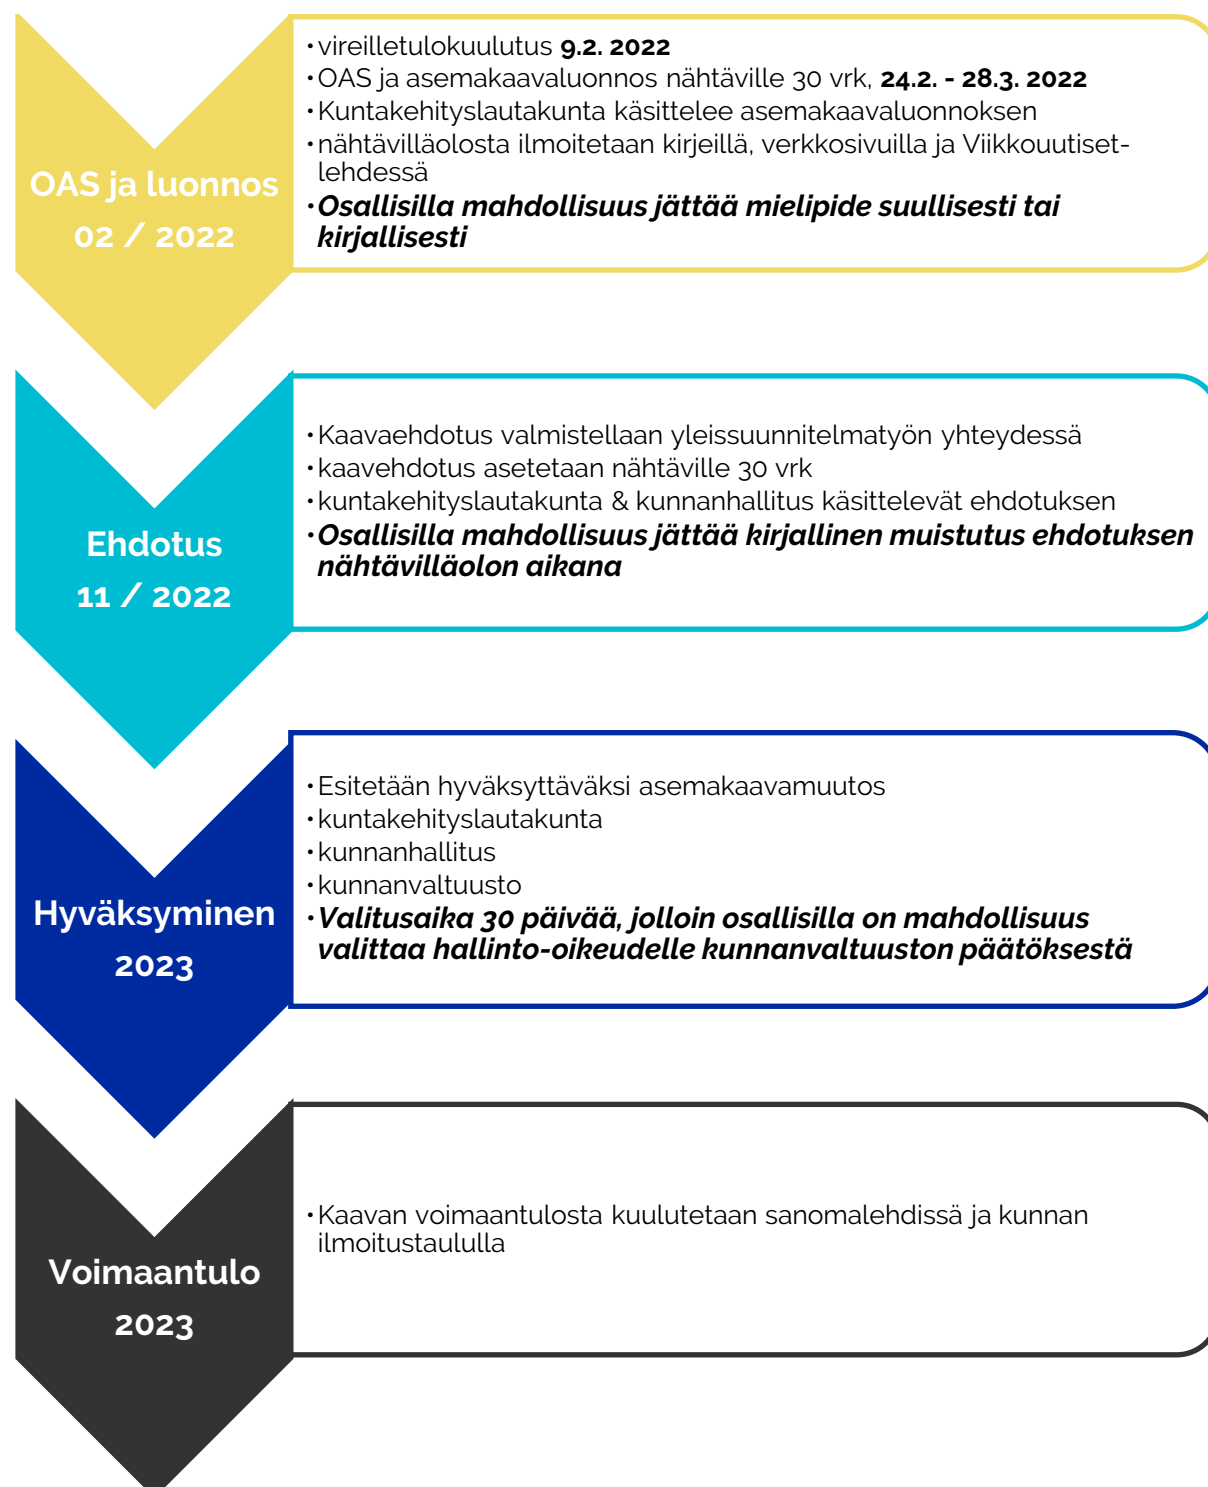 OAS ja luonnos
02 / 2022
•vireilletulokuulutus 9.2. 2022
•OAS ja asemakaavaluonnos nähtäville 30 vrk, 24.2. - 28.3. 2022
•Kuntakehityslautakunta käsittelee asemakaavaluonnoksen
•nähtävilläolosta ilmoitetaan kirjeillä, verkkosivuilla ja Viikkouutiset-
lehdessä
•Osallisilla mahdollisuus jättää mielipide suullisesti tai
kirjallisesti
Ehdotus
11 / 2022
•Kaavaehdotus valmistellaan yleissuunnitelmatyön yhteydessä
•kaavehdotus asetetaan nähtäville 30 vrk
•kuntakehityslautakunta & kunnanhallitus käsittelevät ehdotuksen
•Osallisilla mahdollisuus jättää kirjallinen muistutus ehdotuksen
nähtävilläolon aikana
Hyväksyminen
2023
•Esitetään hyväksyttäväksi asemakaavamuutos
•kuntakehityslautakunta
•kunnanhallitus
•kunnanvaltuusto
•Valitusaika 30 päivää, jolloin osallisilla on mahdollisuus
valittaa hallinto-oikeudelle kunnanvaltuuston päätöksestä
Voimaantulo
2023
•Kaavan voimaantulosta kuulutetaan sanomalehdissä ja kunnan
ilmoitustaululla